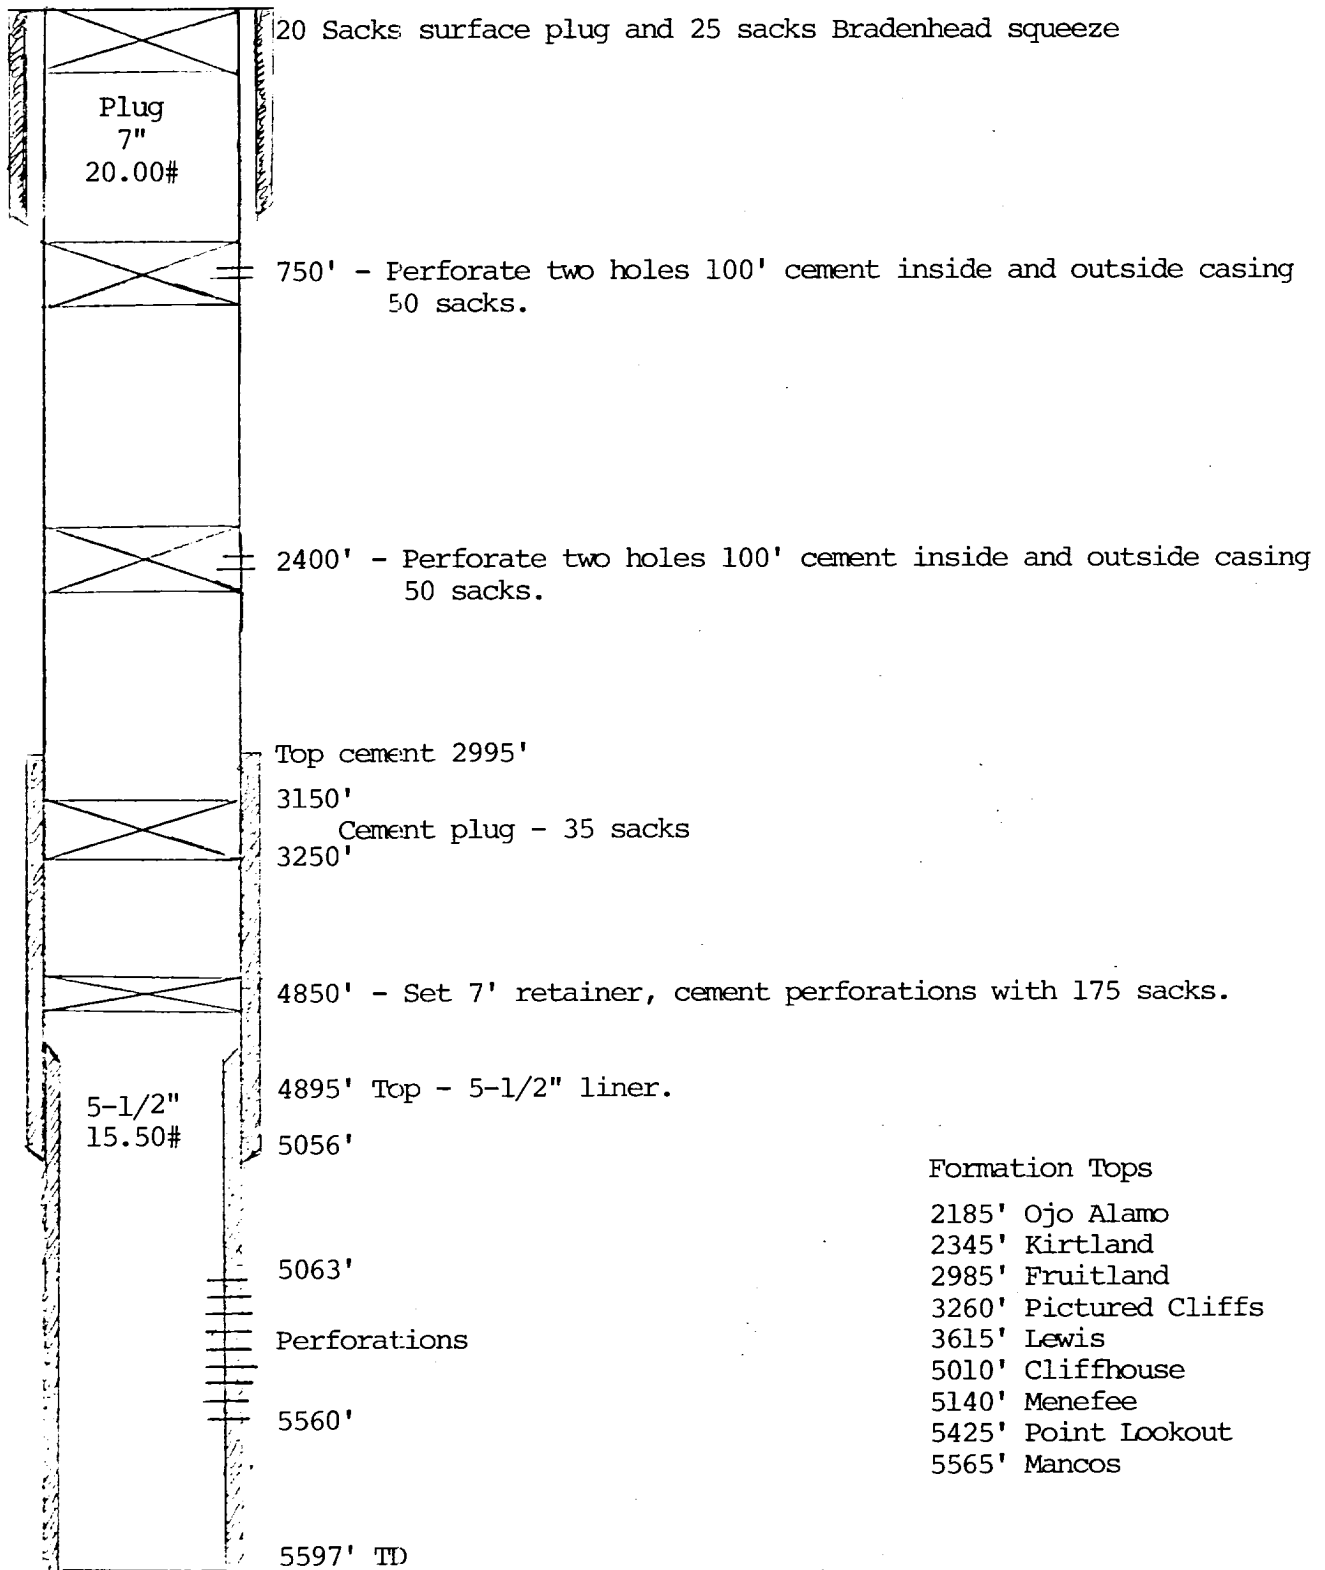 20 Sacks surface plug and 25 sacks Bradenhead squeeze
Plug
7"
20.00#
750' - Perforate two holes 100' cement inside and outside casing
50 sacks.
2400' - Perforate two holes 100' cement inside and outside casing
50 sacks.
Top cement 2995'
3150'
Cement plug - 35 sacks
3250'
4850' - Set 7' retainer, cement perforations with 175 sacks.
4895' Top - 5-1/2" liner.
5-1/2"
15.50#
5056'
5063'
Perforations
5560'
5597' TD
Formation Tops
2185' Ojo Alamo
2345' Kirtland
2985' Fruitland
3260' Pictured Cliffs
3615' Lewis
5010' Cliffhouse
5140' Menefee
5425' Point Lookout
5565' Mancos